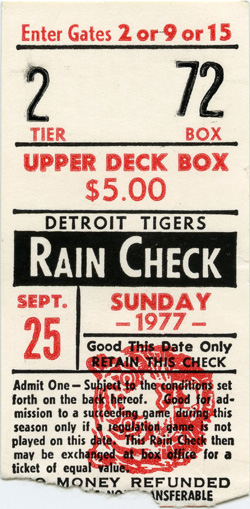 Enter Gates 2 or 9 or 15
2 72
TIER BOX
UPPER DECK BOX
$5.00
DETROIT TIGERS
RAIN CHECK
SEPT. SUNDAY
25 —1977—
Good This Date Only
RETAIN THIS CHECK
Admit One — Subject to the conditions set
forth on the back hereof. Good for ad-
mission to a succeeding game during this
season only if a regulation game is not
played on this date. This Rain Check then
may be exchanged at box office for a
ticket of equal value.
MONEY REFUNDED
NOT TRANSFERABLE